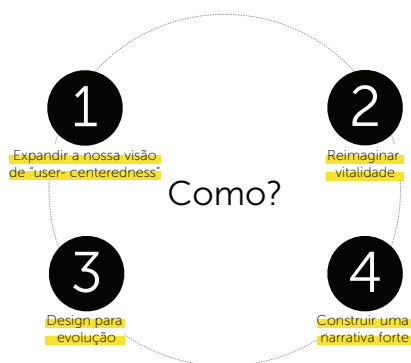 1
Expandir a nossa visão
de "user- centeredness"
2
Reimaginar
vitalidade
Como?
3
Design para
evolução
4
Construir uma
narrativa forte